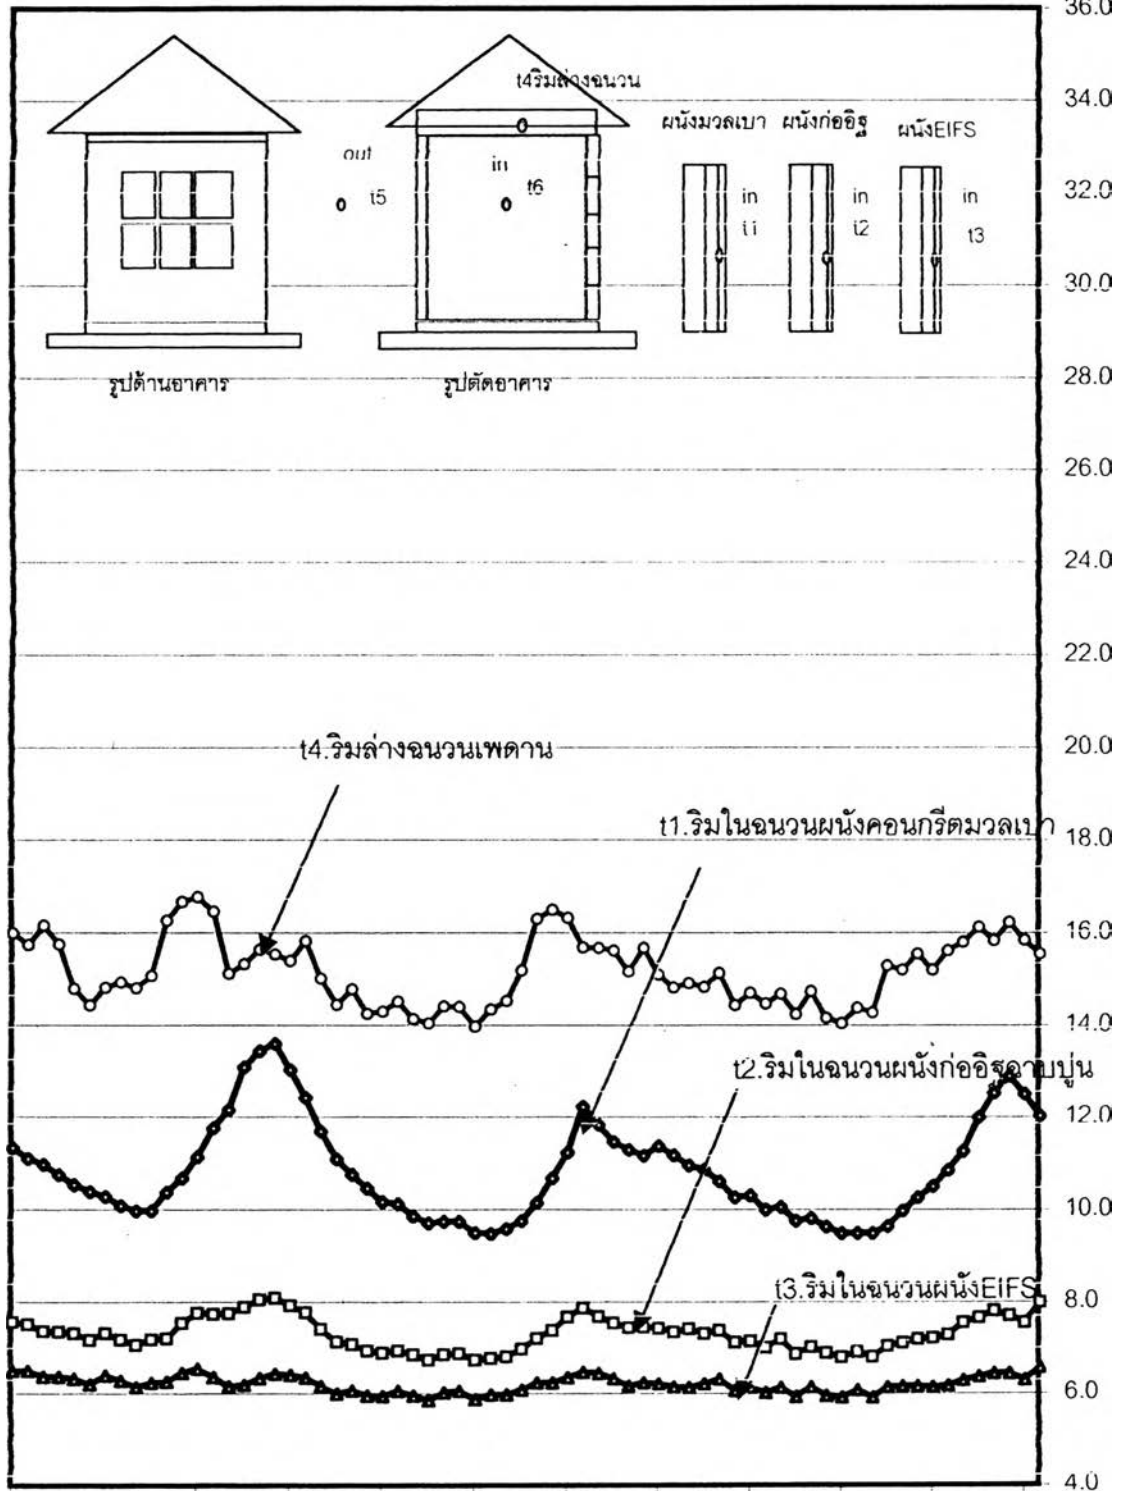 36.0
t4ริมล่างฉนวน
34.0
ผนังมวลเบา ผนังก่ออิฐ ผนังEIFS
out
in
t5
t6
in
in
in
32.0
t1
t2
t3
30.0
รูปด้านอาคาร
รูปตัดอาคาร
28.0
26.0
24.0
22.0
t4.ริมล่างฉนวนเพดาน
20.0
t1.ริมในฉนวนผนังคอนกรีตมวลเบา
18.0
16.0
14.0
t2.ริมในฉนวนผนังก่ออิฐฉาบปูน
12.0
10.0
t3.ริมในฉนวนผนังEIFS
8.0
6.0
4.0